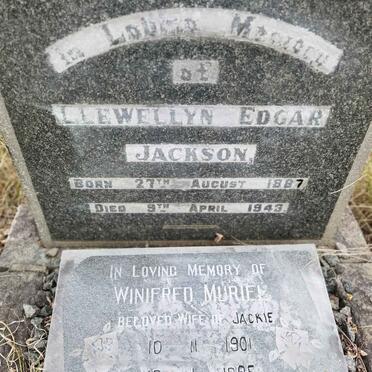 In Loving Memory
of
Llewellyn Edgar
Jackson,
Born 27th August 1887
Died 9th April 1943.
In Loving Memory of
Winifred Muriel
Beloved Wife of Jackie
10 11 1901